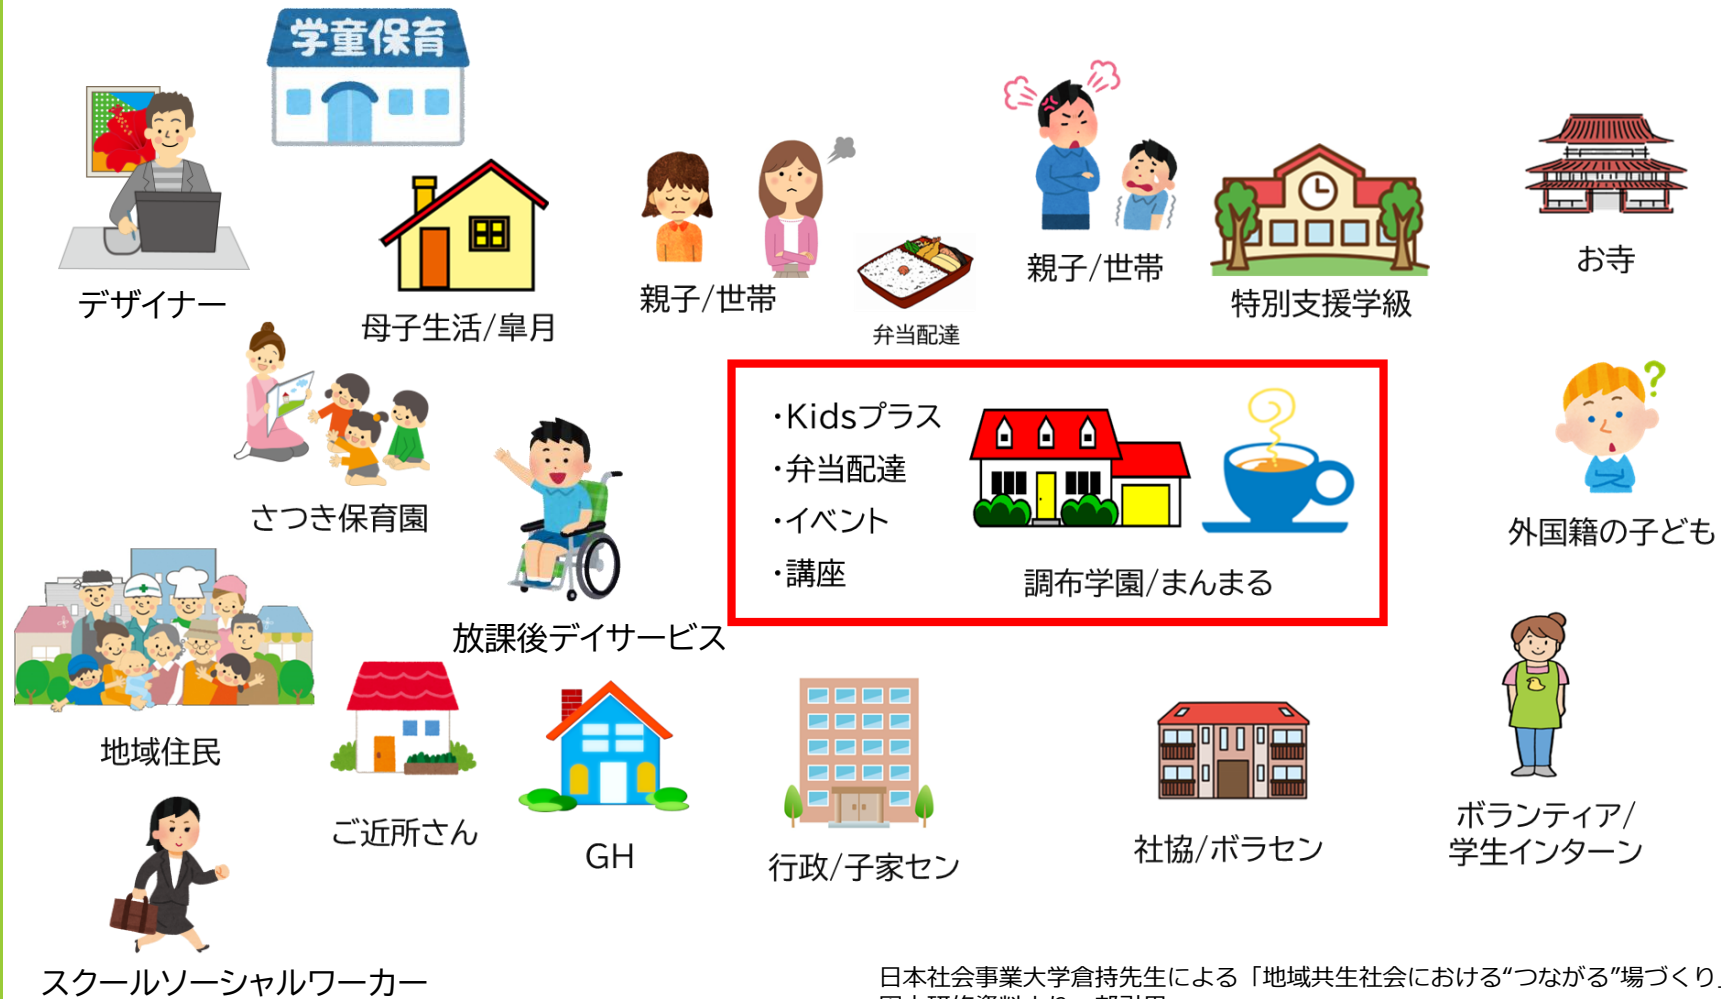 学童保育
デザイナー
母子生活/皐月
親子/世帯
弁当配達
親子/世帯
特別支援学級
お寺
さつき保育園
・Kidsプラス
・弁当配達
・イベント
・講座
調布学園/まんまる
外国籍の子ども
放課後デイサービス
地域住民
ご近所さん
GH
行政/子家セン
社協/ボラセン
ボランティア/
学生インターン
スクールソーシャルワーカー
日本社会事業大学倉持先生による「地域共生社会における“つながる”場づくり」